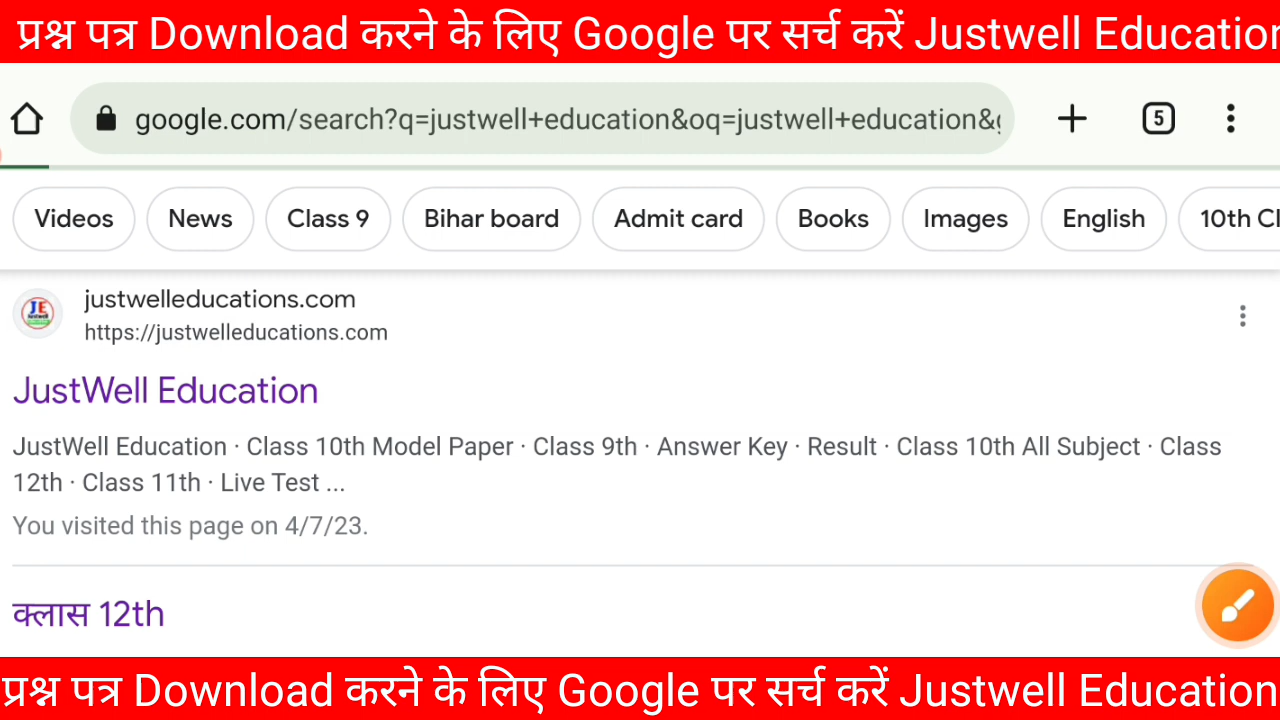 प्रश्न पत्र Download करने के लिए Google पर सर्च करें Justwell Education
google.com/search?q=justwell+education&oq=justwell+education&
5
Videos News Class 9 Bihar board Admit card Books Images English 10th Cl
JE
justwelleducations.com
https://justwelleducations.com
JustWell Education
JustWell Education · Class 10th Model Paper · Class 9th · Answer Key · Result · Class 10th All Subject · Class
12th · Class 11th · Live Test ...
You visited this page on 4/7/23.
क्लास 12th
प्रश्न पत्र Download करने के लिए Google पर सर्च करें Justwell Education